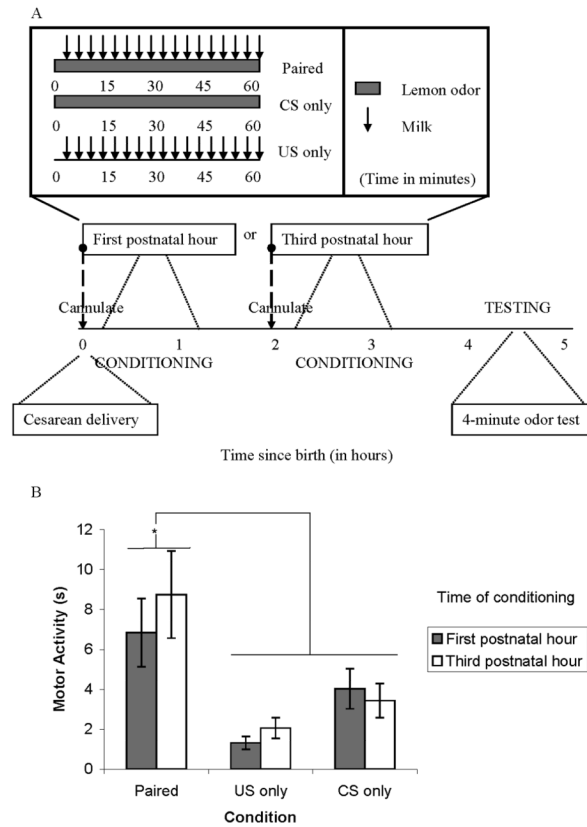 A
Paired
0 15 30 45 60
CS only
0 15 30 45 60
US only
0 15 30 45 60
Lemon odor
Milk
(Time in minutes)
First postnatal hour or Third postnatal hour
Cannulate Cannulate TESTING
0 1 2 3 4 5
CONDITIONING CONDITIONING
Cesarean delivery 4-minute odor test
Time since birth (in hours)
B
*
12
10
8
6
4
2
0
Motor Activity (s)
Paired US only CS only
Condition
Time of conditioning
First postnatal hour
Third postnatal hour